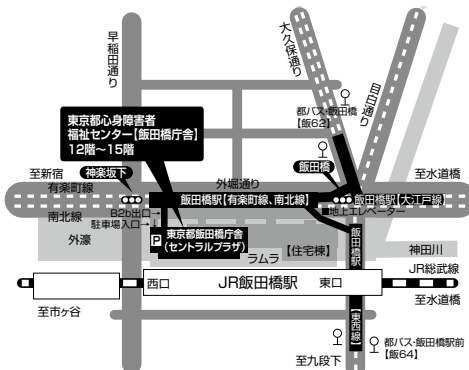 早稲田通り
大久保通り
目白通り
都バス・飯田橋
【飯62】
東京都心身障害者
福祉センター【飯田橋庁舎】
12階〜15階
飯田橋
至新宿
神楽坂下
外堀通り
至水道橋
有楽町線
飯田橋駅【有楽町線、南北線】
飯田橋駅【大江戸線】
南北線
B2b出口→
■地上エレベーター
駐車場入口→
外濠
P
東京都飯田橋庁舎
（セントラルプラザ）
ラムラ
【住宅棟】
飯田橋駅
【東西線】
神田川
JR総武線
西口
JR飯田橋駅
東口
至水道橋
至市ヶ谷
都バス・飯田橋駅前
【飯64】
至九段下